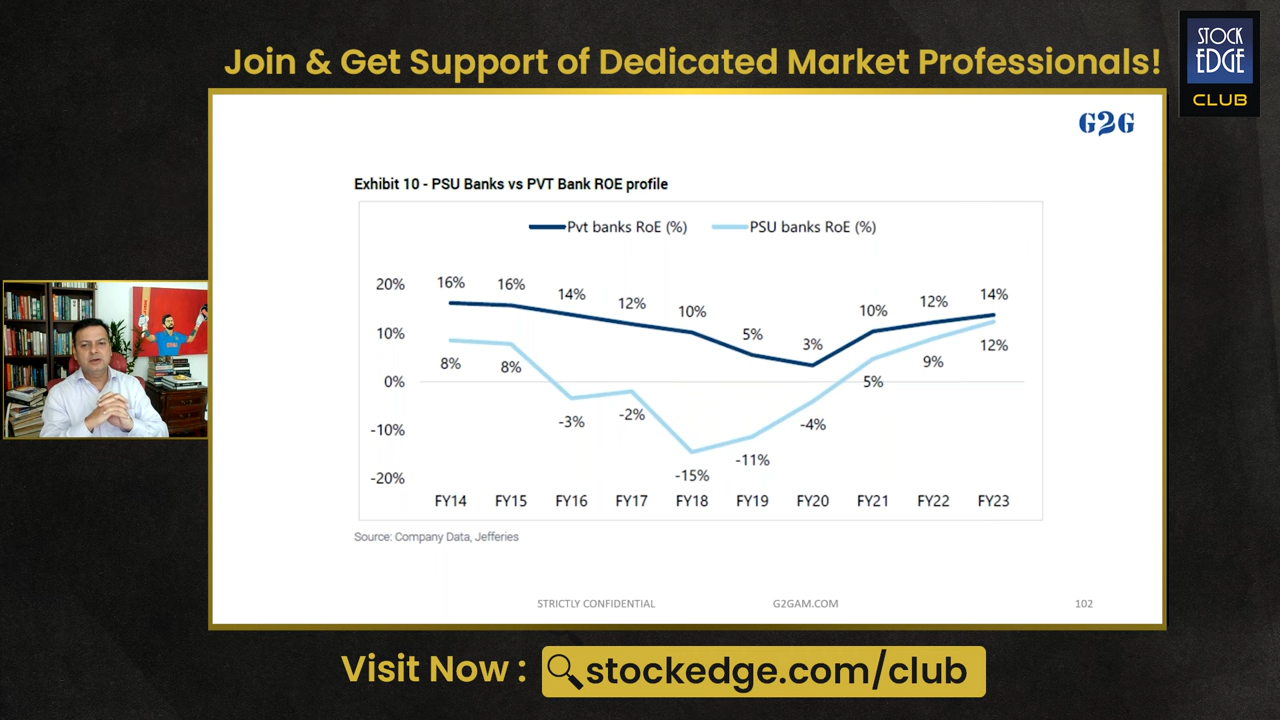 Join & Get Support of Dedicated Market Professionals!
STOCK
EDGE
CLUB
G2G
Exhibit 10 - PSU Banks vs PVT Bank ROE profile
Pvt banks RoE (%) PSU banks RoE (%)
20% 16% 16% 14% 12% 10% 5% 3% 10% 12% 14%
10%
8% 8% -3% -2% -15% -11% -4% 5% 9% 12%
0%
-10%
-20%
FY14 FY15 FY16 FY17 FY18 FY19 FY20 FY21 FY22 FY23
Source: Company Data, Jefferies
STRICTLY CONFIDENTIAL G2GAM.COM 102
Visit Now : stockedge.com/club